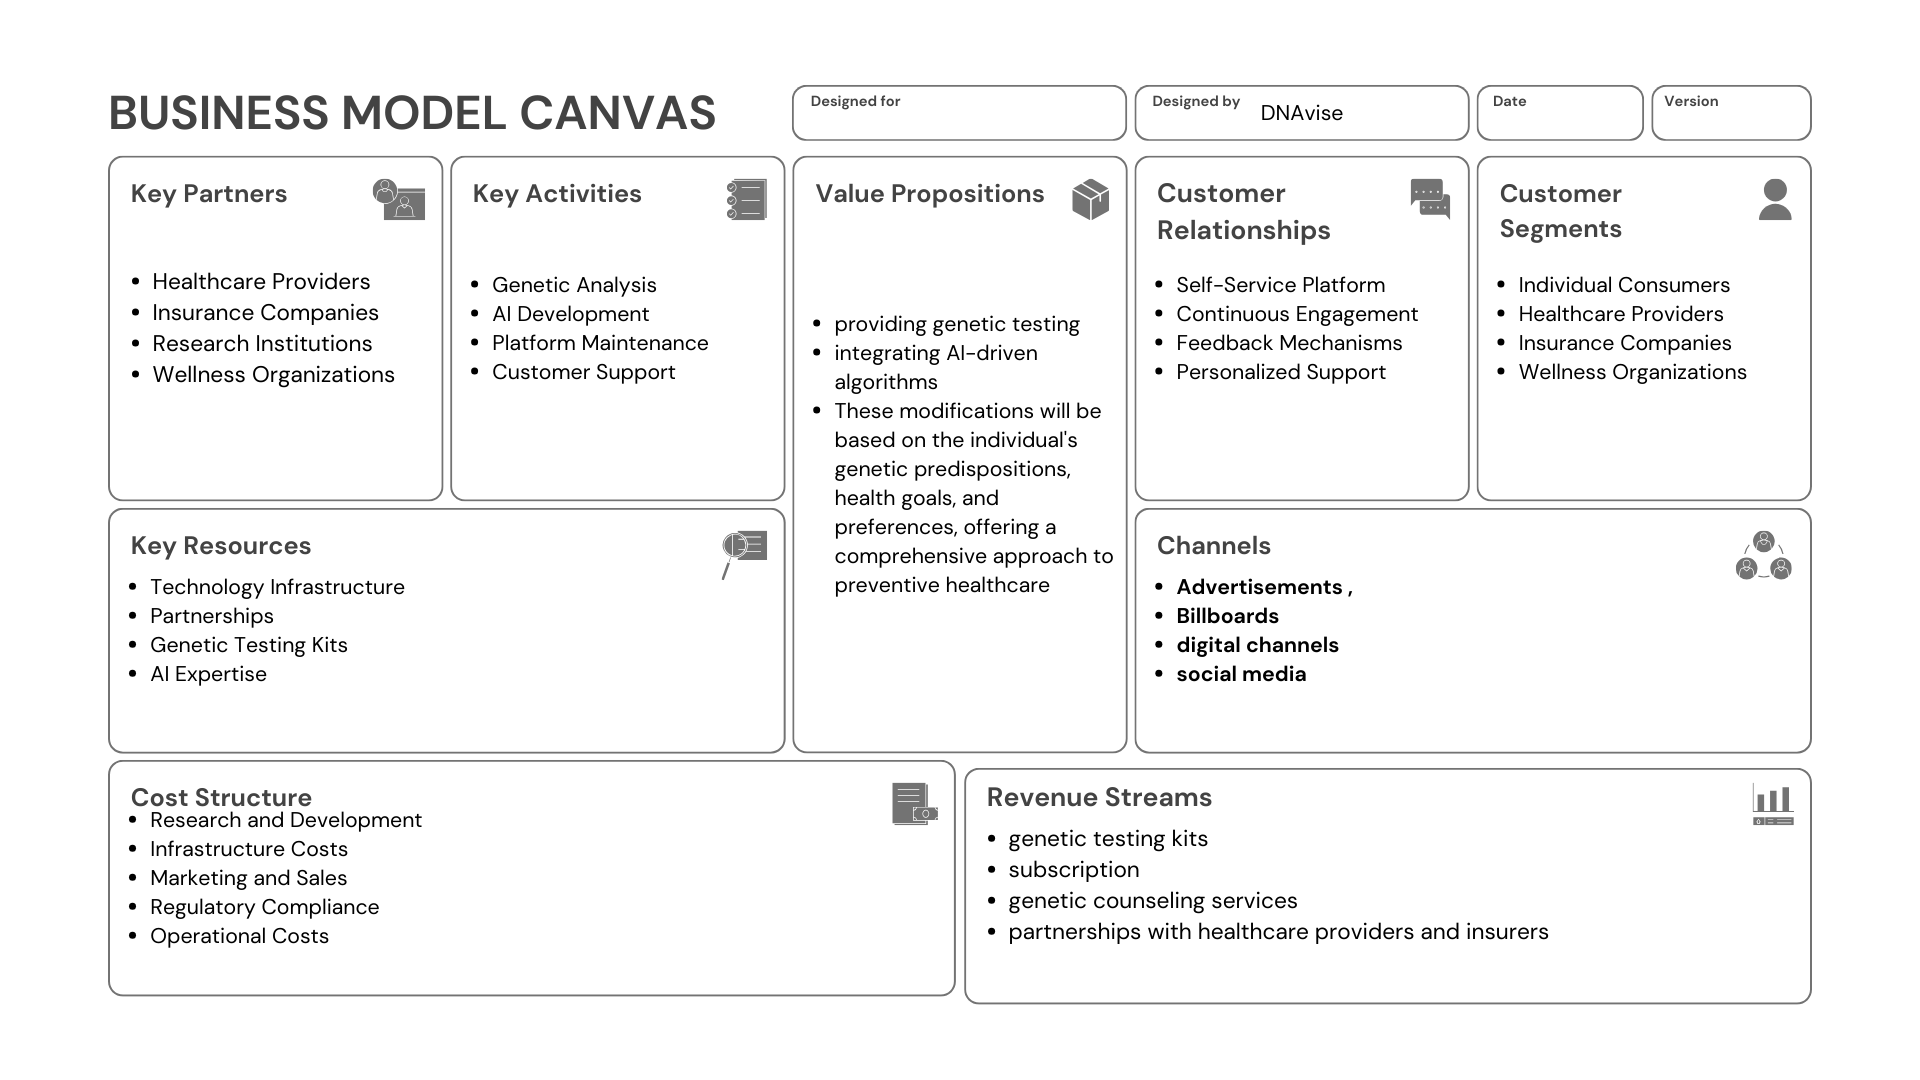 BUSINESS MODEL CANVAS
Designed for
Designed by
DNAvise
Date
Version
Key Partners
• Healthcare Providers
• Insurance Companies
• Research Institutions
• Wellness Organizations
Key Activities
• Genetic Analysis
• AI Development
• Platform Maintenance
• Customer Support
Value Propositions
• providing genetic testing
• integrating AI-driven
algorithms
• These modifications will be
based on the individual's
genetic predispositions,
health goals, and
preferences, offering a
comprehensive approach to
preventive healthcare
Customer
Relationships
• Self-Service Platform
• Continuous Engagement
• Feedback Mechanisms
• Personalized Support
Customer
Segments
• Individual Consumers
• Healthcare Providers
• Insurance Companies
• Wellness Organizations
Key Resources
• Technology Infrastructure
• Partnerships
• Genetic Testing Kits
• AI Expertise
Channels
• Advertisements ,
• Billboards
• digital channels
• social media
Cost Structure
• Research and Development
• Infrastructure Costs
• Marketing and Sales
• Regulatory Compliance
• Operational Costs
Revenue Streams
• genetic testing kits
• subscription
• genetic counseling services
• partnerships with healthcare providers and insurers